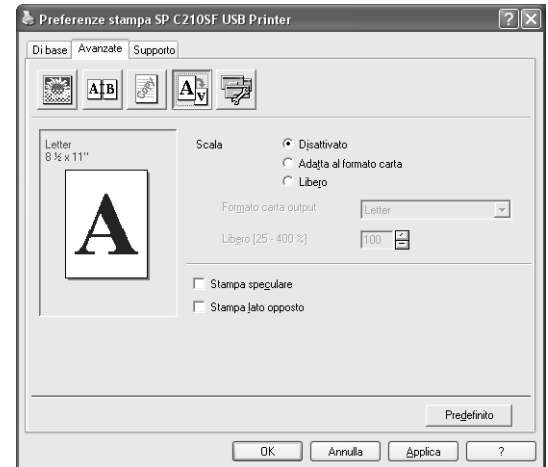 Preferenze stampa SP C210SF USB Printer
Di base Avanzate Supporto
A B
A A
Letter
8 ½ x 11"
A
Scala
Disattivato
Adatta al formato carta
Libero
Formato carta output Letter
Libero [25 - 400 %] 100
Stampa speculare
Stampa lato opposto
Predefinito
OK Annulla Applica ?